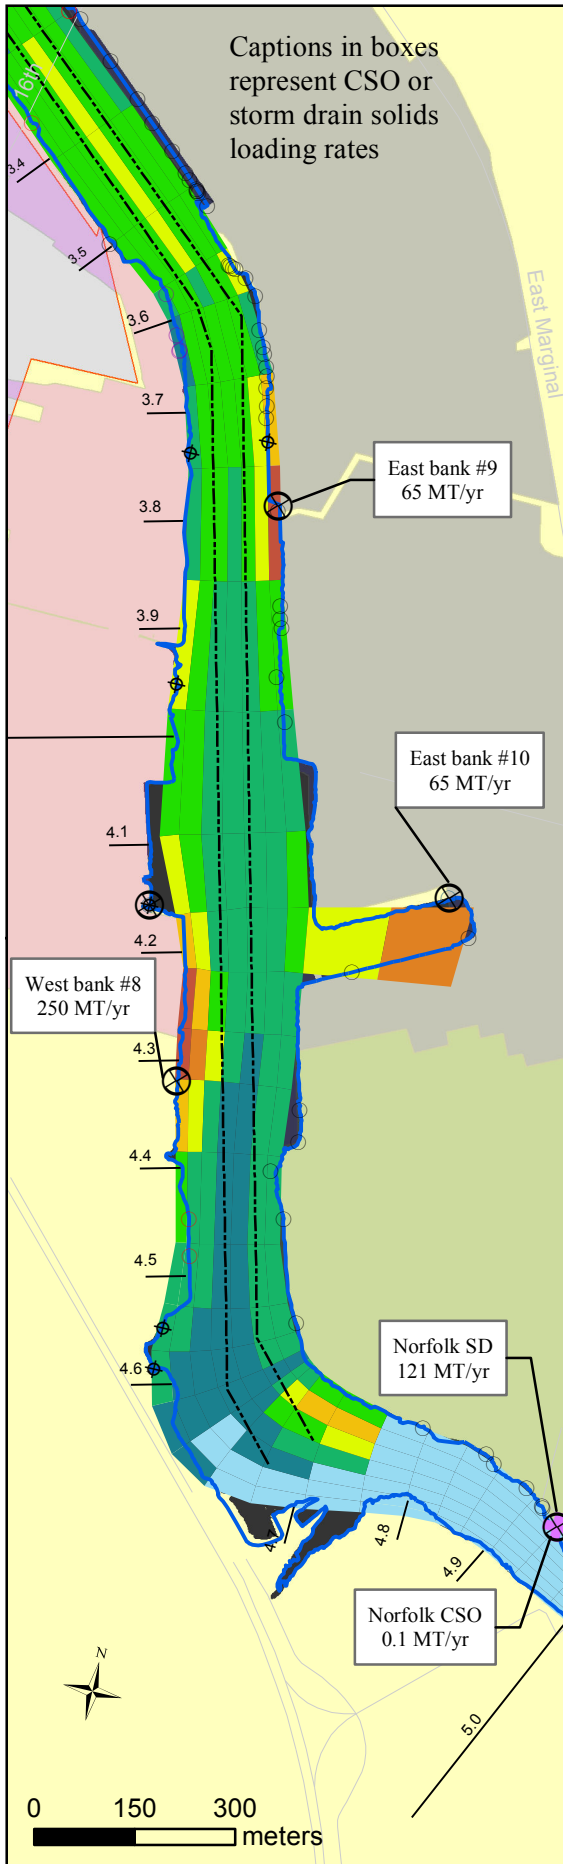 Captions in boxes
represent CSO or
storm drain solids
loading rates
16th
3.4
3.5
East Marginal
3.6
3.7
East bank #9
65 MT/yr
3.8
3.9
East bank #10
65 MT/yr
4.1
4.2
West bank #8
250 MT/yr
4.3
4.4
4.5
Norfolk SD
121 MT/yr
4.6
4.7
4.8
4.9
Norfolk CSO
0.1 MT/yr
N
5.0
0 150 300
meters